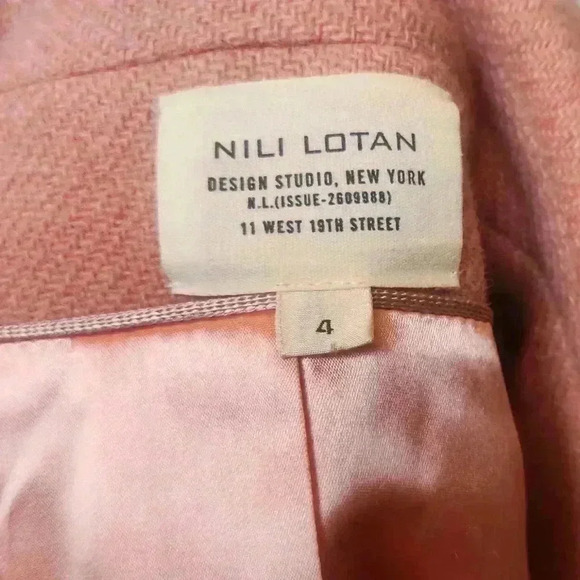 NILI LOTAN
DESIGN STUDIO, NEW YORK
N.L.(ISSUE-2609988)
11 WEST 19TH STREET
4